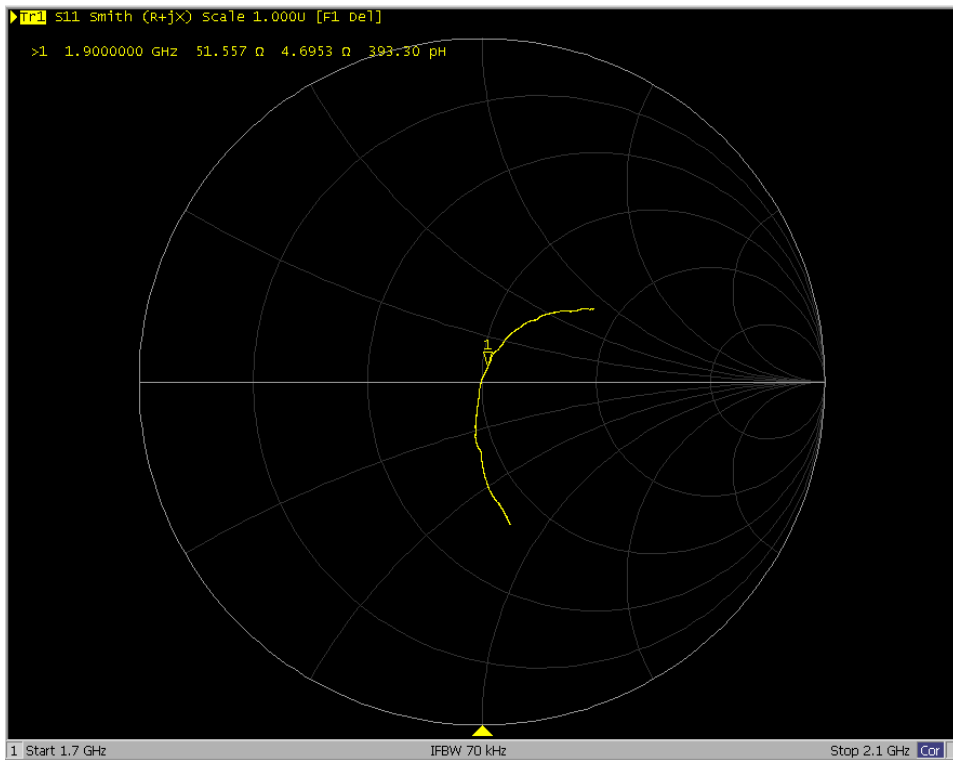 Tr1 S11 Smith (R+jX) Scale 1.000U [F1 Del]
>1 1.9000000 GHz 51.557 Ω 4.6953 Ω 393.30 pH
1
1 Start 1.7 GHz IFBW 70 kHz Stop 2.1 GHz Cor